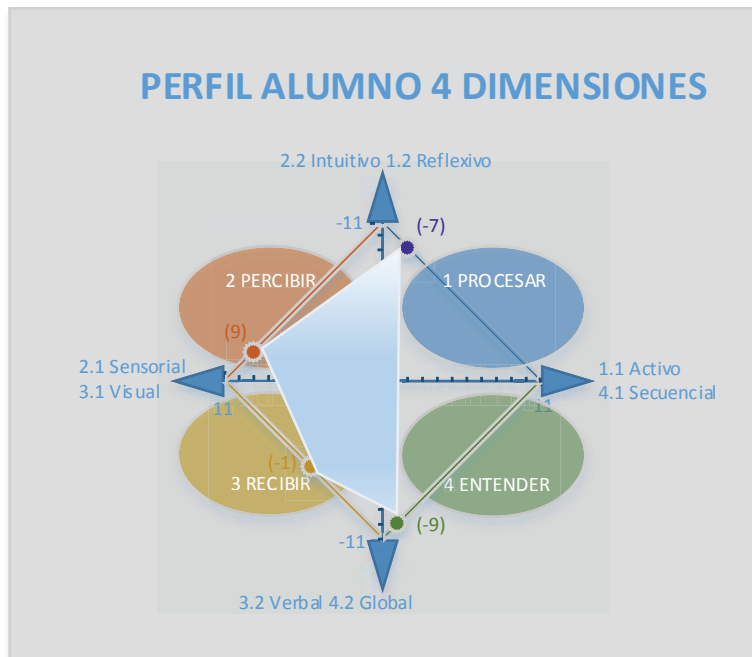 PERFIL ALUMNO 4 DIMENSIONES
2.2 Intuitivo 1.2 Reflexivo
-11
(-7)
2 PERCIBIR
1 PROCESAR
(9)
2.1 Sensorial
3.1 Visual
1.1 Activo
4.1 Secuencial
11
11
(-1)
3 RECIBIR
4 ENTENDER
(-9)
-11
3.2 Verbal 4.2 Global